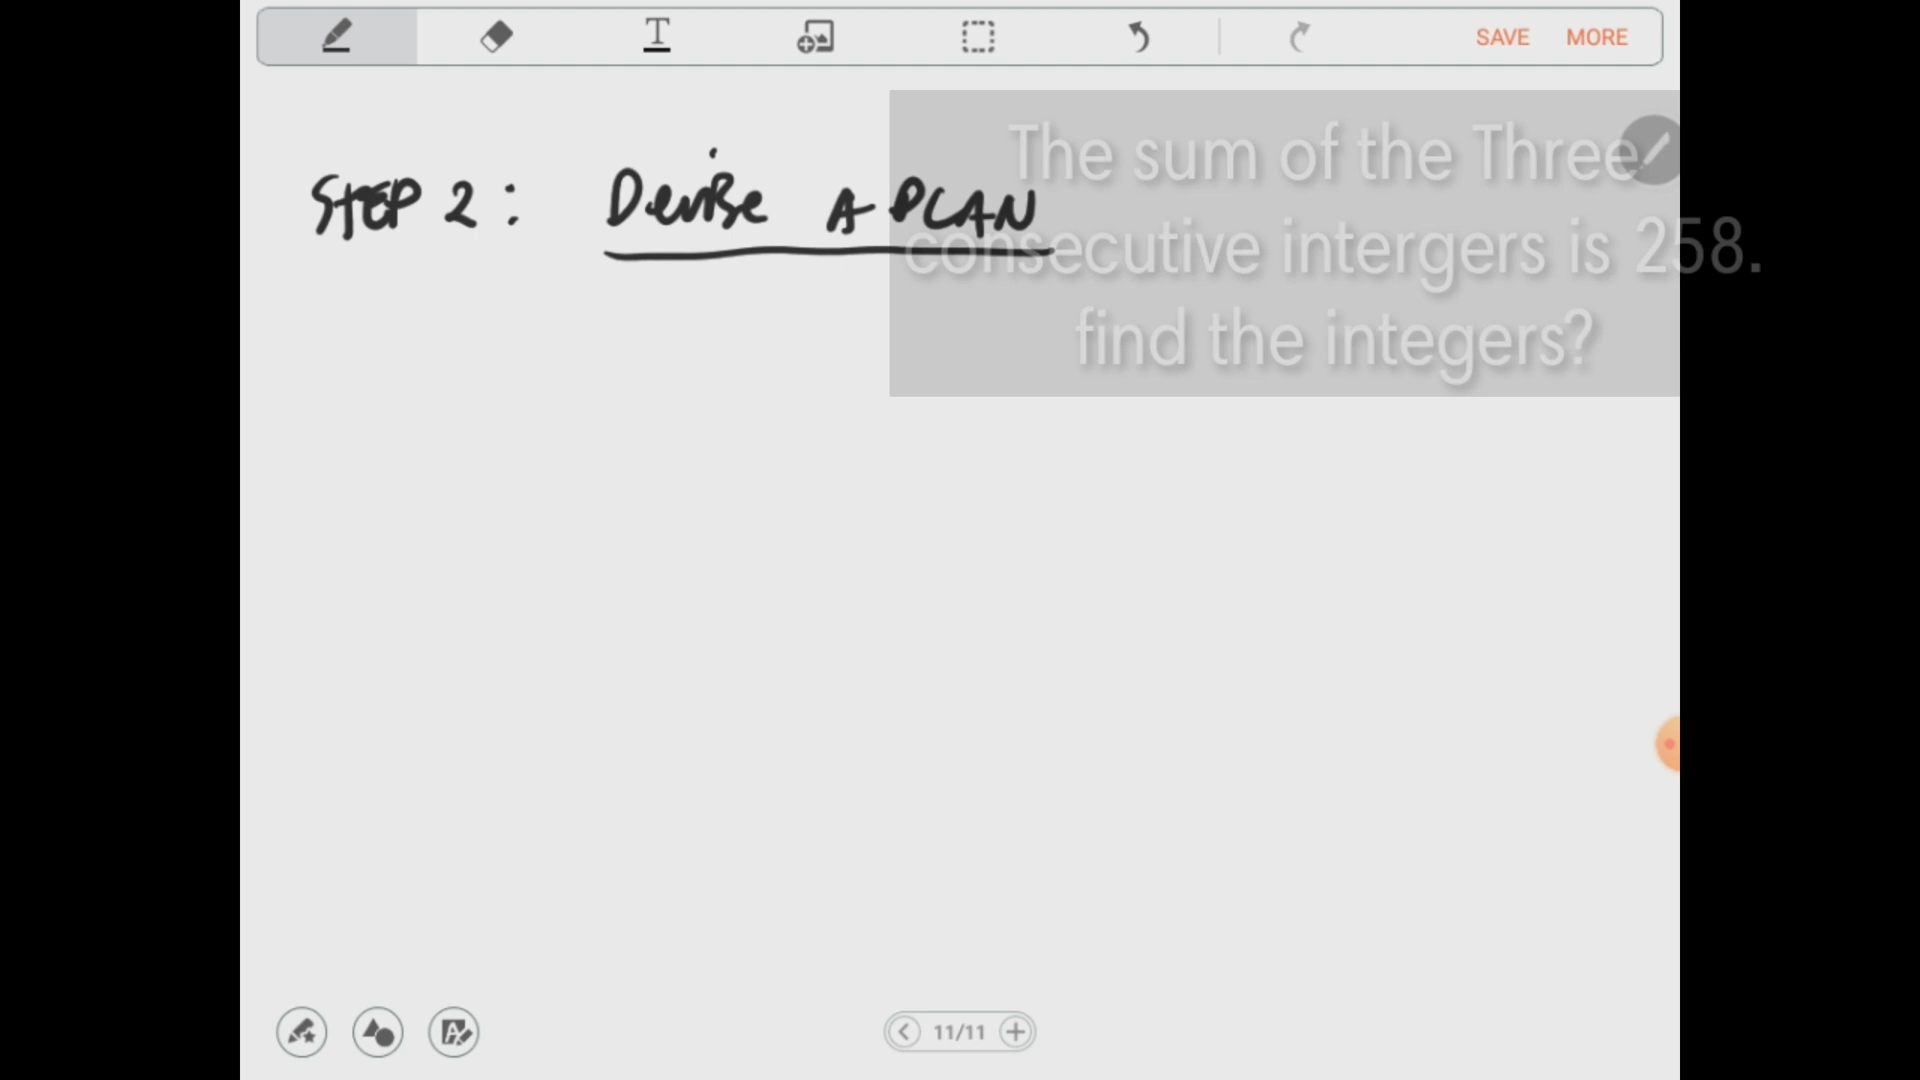 T
SAVE MORE
The sum of the Three
STEP 2 : Devise A PLAN
consecutive intergers is 258.
find the integers?
11/11